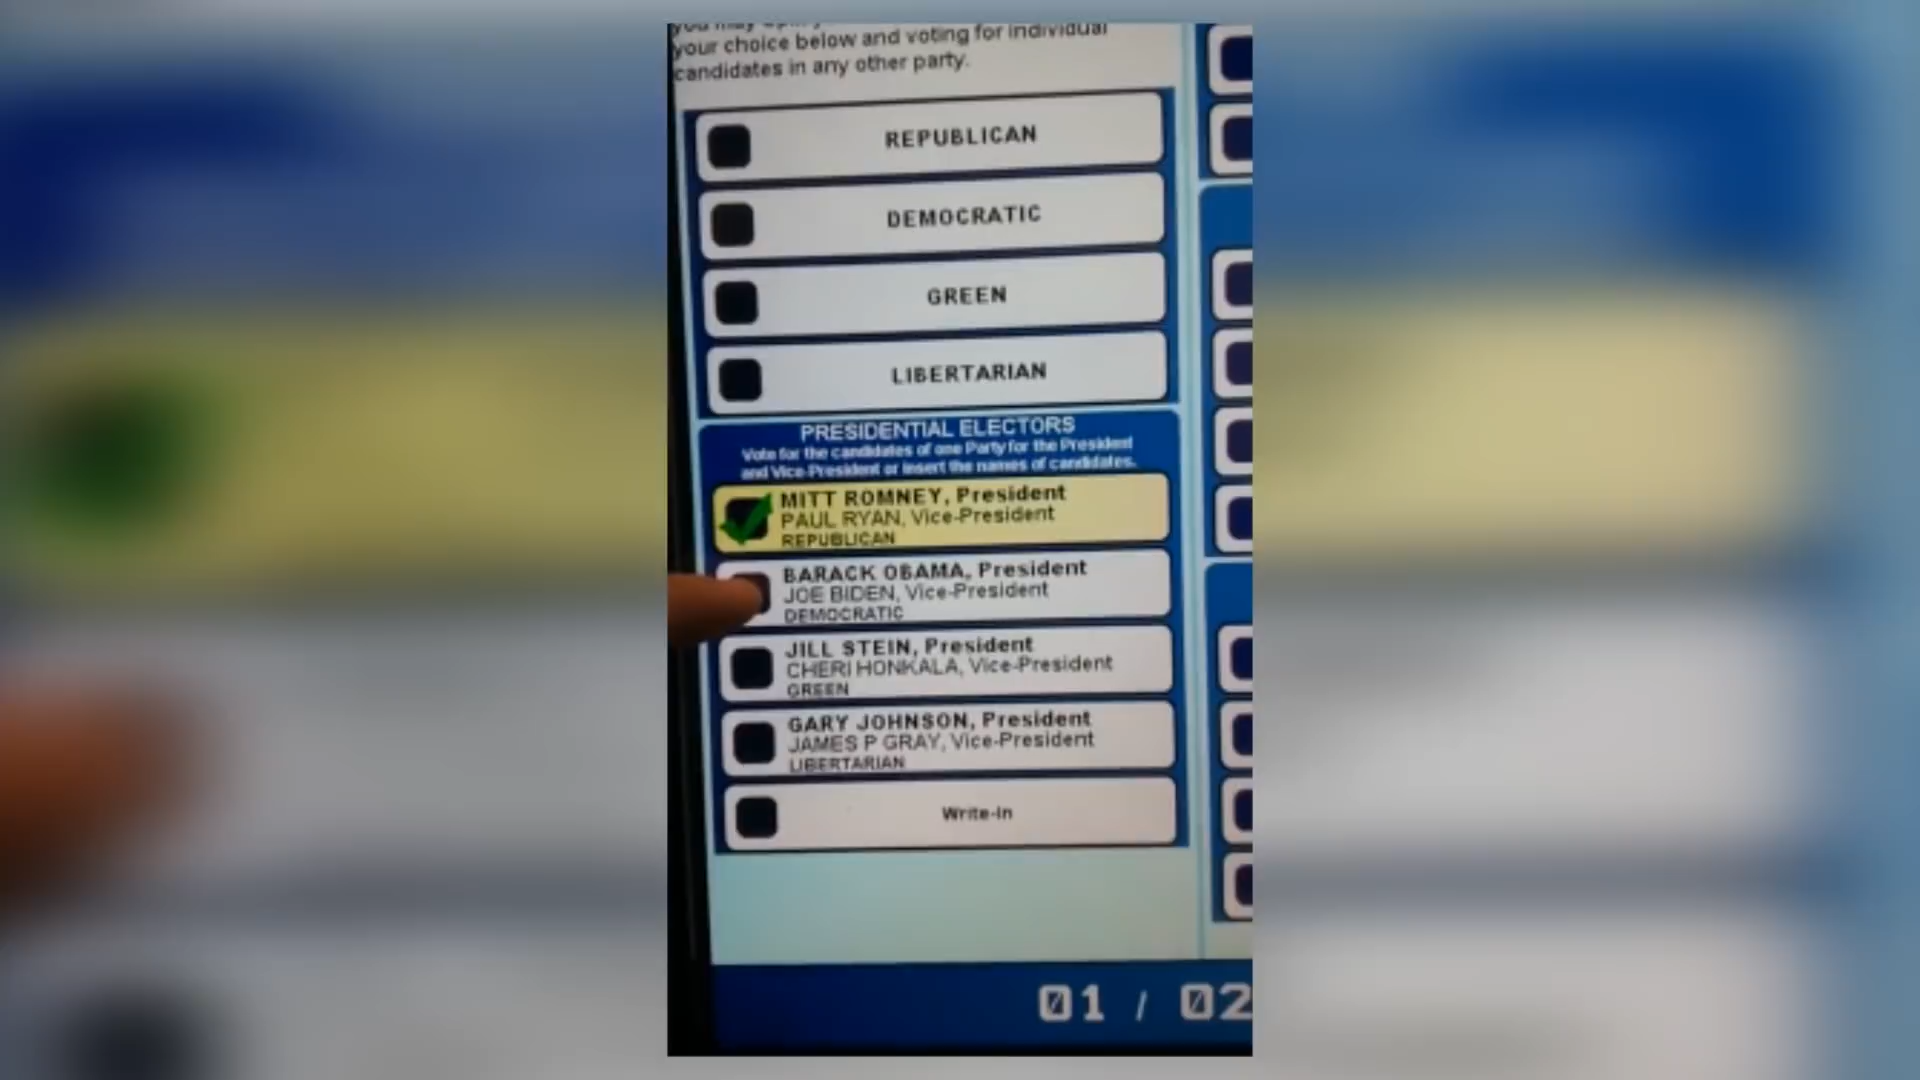 your choice below and voting for individual
candidates in any other party.
REPUBLICAN
DEMOCRATIC
GREEN
LIBERTARIAN
PRESIDENTIAL ELECTORS
Vote for the candidates of one Party for the President
and Vice-President or insert the names of candidates.
MITT ROMNEY, President
PAUL RYAN, Vice-President
REPUBLICAN
BARACK OBAMA, President
JOE BIDEN, Vice-President
DEMOCRATIC
JILL STEIN, President
CHERI HONKALA, Vice-President
GREEN
GARY JOHNSON, President
JAMES P GRAY, Vice-President
LIBERTARIAN
Write-In
01 / 02